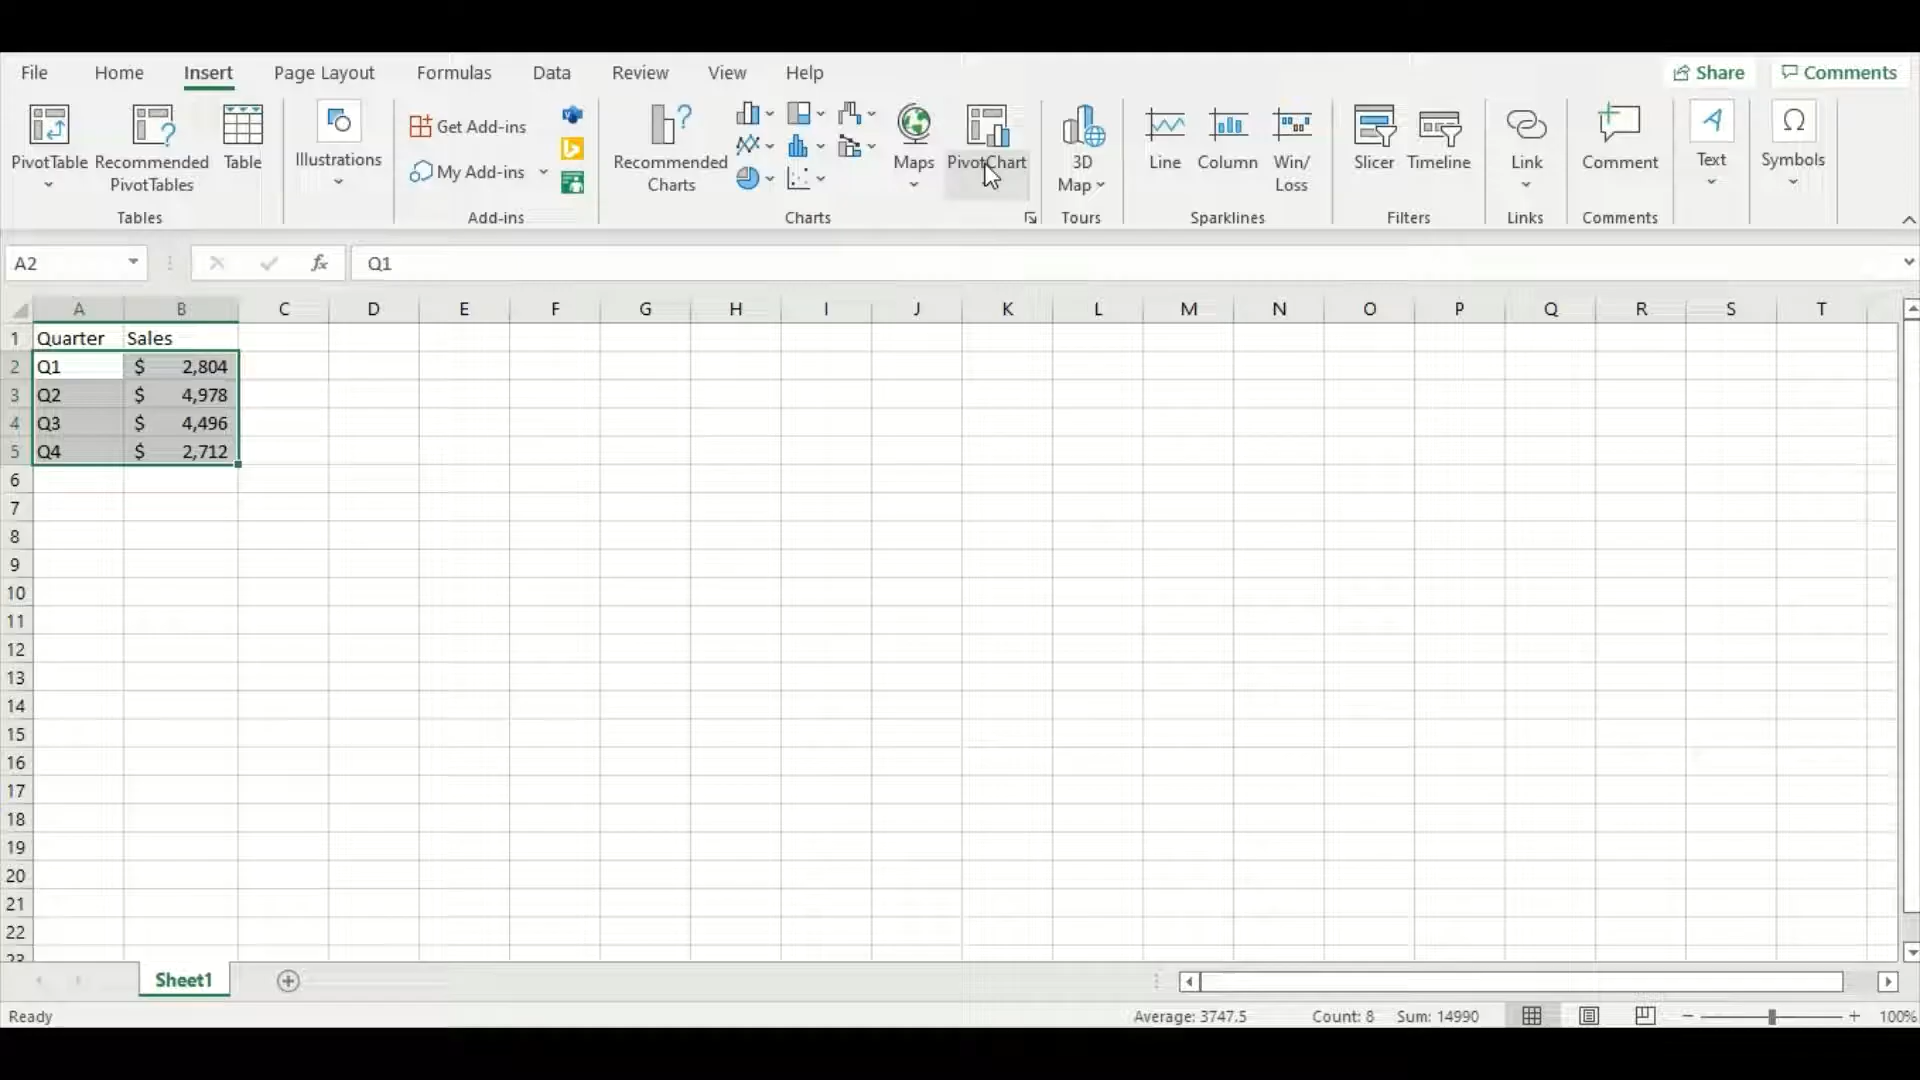 File Home Insert Page Layout Formulas Data Review View Help Share Comments
PivotTable Recommended PivotTables Table
Tables
Illustrations
Get Add-ins
My Add-ins
Add-ins
Recommended Charts
Maps
PivotChart
Charts
3D Map
Tours
Line Column Win/ Loss
Sparklines
Slicer Timeline
Filters
Link
Links
Comment
Comments
Text
Symbols
A2 fx Q1
A B C D E F G H I J K L M N O P Q R S T
1 Quarter Sales
2 Q1 $ 2,804
3 Q2 $ 4,978
4 Q3 $ 4,496
5 Q4 $ 2,712
6
7
8
9
10
11
12
13
14
15
16
17
18
19
20
21
22
23
Sheet1
Ready Average: 3747.5 Count: 8 Sum: 14990 100%